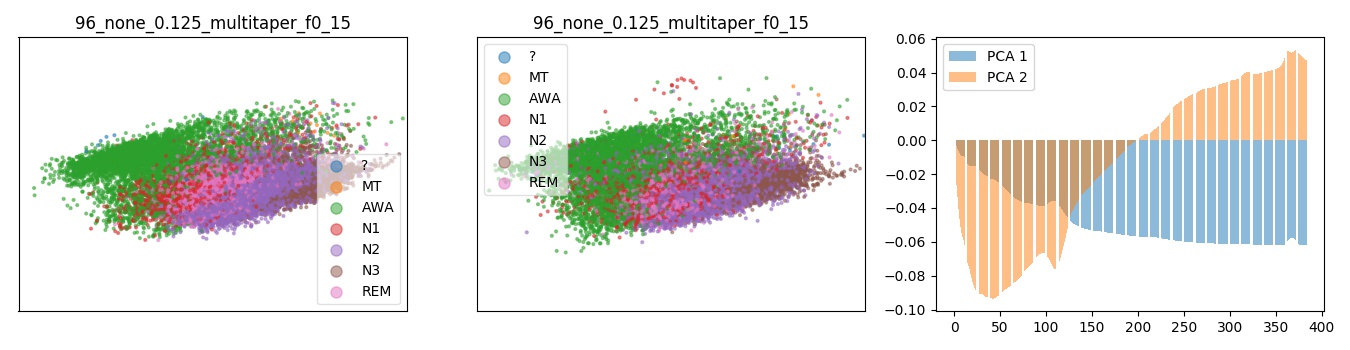 96_none_0.125_multitaper_f0_15
?
MT
AWA
N1
N2
N3
REM
96_none_0.125_multitaper_f0_15
?
MT
AWA
N1
N2
N3
REM
PCA 1
PCA 2
0.06
0.04
0.02
0.00
−0.02
−0.04
−0.06
−0.08
−0.10
0 50 100 150 200 250 300 350 400